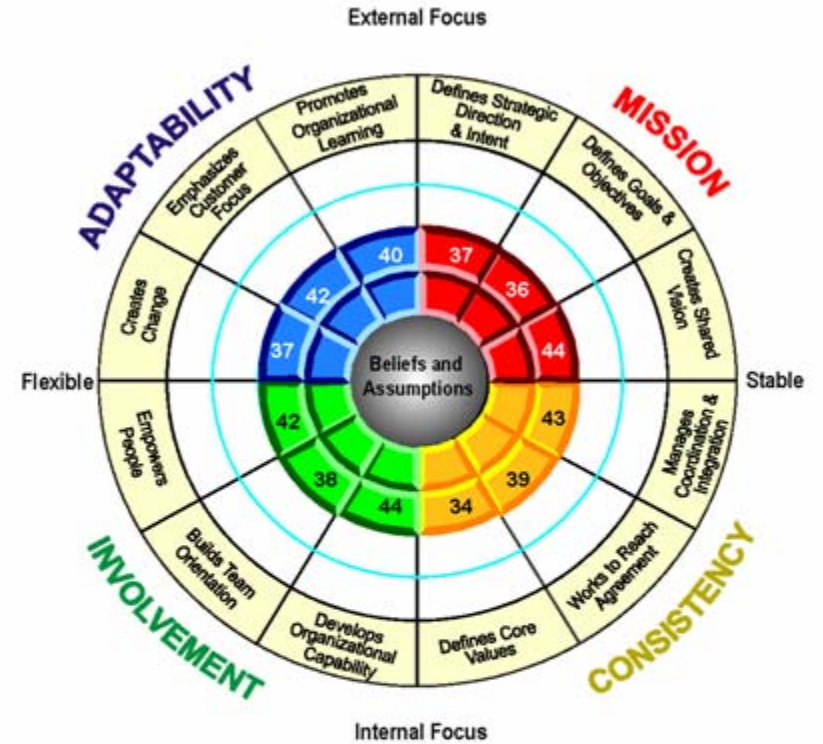 External Focus
ADAPTABILITY
MISSION
Promotes
Organizational
Learning
Defines Strategic
Direction
& Intent
Emphasizes
Customer
Focus
Defines Goals &
Objectives
Creates
Change
Creates Shared
Vision
40
37
42
36
37
44
Beliefs and
Assumptions
Flexible
Stable
42
43
38
39
44
34
Empowers
People
Manages
Coordination &
Integration
Builds Team
Orientation
Works to Reach
Agreement
Develops
Organizational
Capability
Defines Core
Values
INVOLVEMENT
CONSISTENCY
Internal Focus